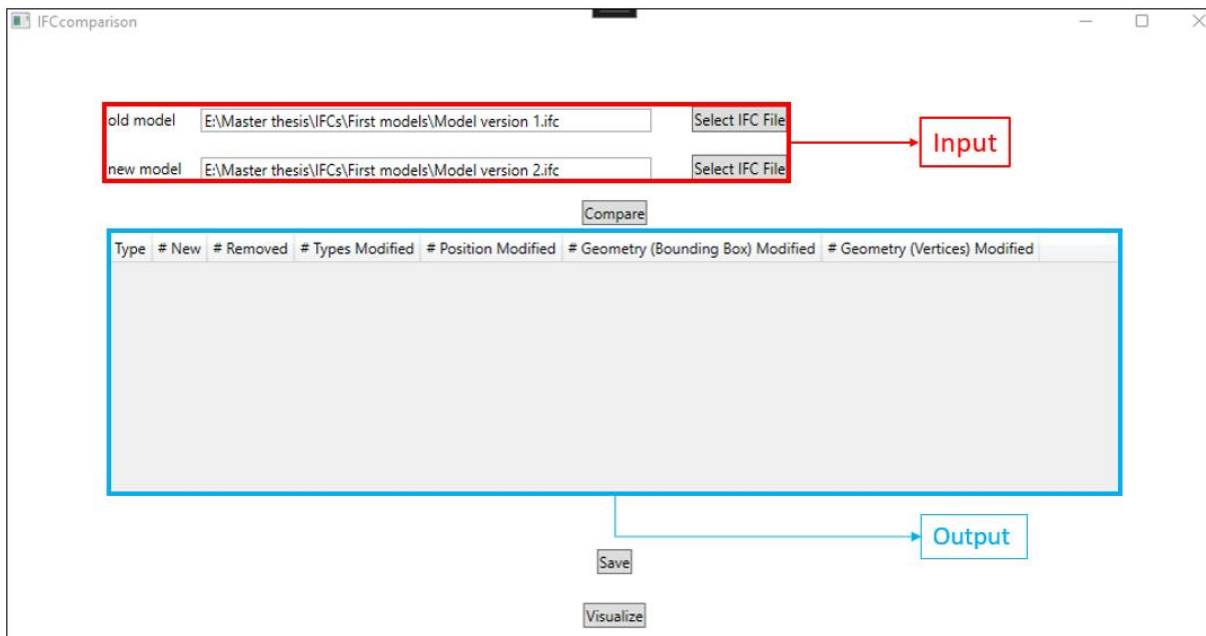 IFCcomparison
old model E:\Master thesis\IFCs\First models\Model version 1.ifc Select IFC File
Input
new model E:\Master thesis\IFCs\First models\Model version 2.ifc Select IFC File
Compare
Type # New # Removed # Types Modified # Position Modified # Geometry (Bounding Box) Modified # Geometry (Vertices) Modified
Output
Save
Visualize